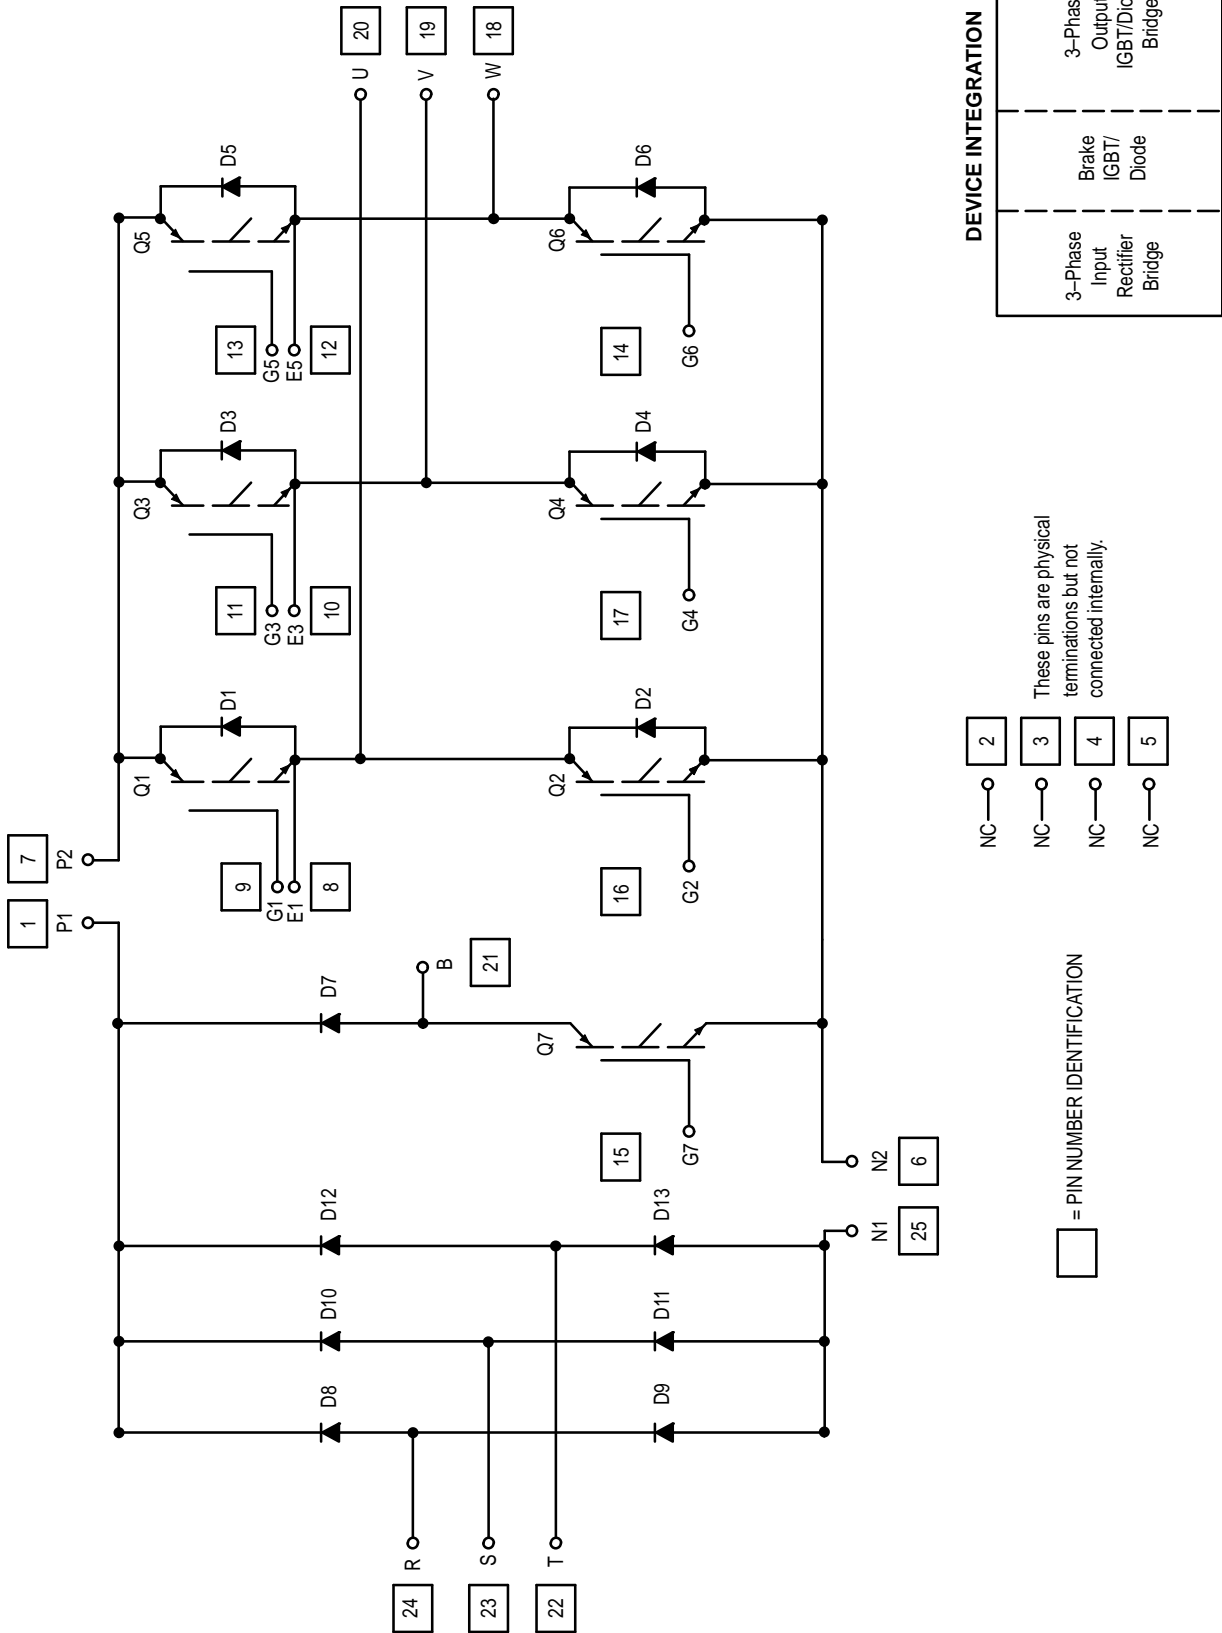 1
7
P1
P2
Q1
Q3
Q5
D1
D3
D5
9
G1
E1
8
11
G3
E3
10
13
G5
E5
12
20
U
19
V
18
W
D8
D10
D12
D7
B
21
24
R
23
S
22
T
Q7
Q2
Q4
Q6
D9
D11
D13
D2
D4
D6
15
G7
16
G2
17
G4
14
G6
N1
25
N2
6
= PIN NUMBER IDENTIFICATION
NC
2
NC
3
NC
4
NC
5
These pins are physical
terminations but not
connected internally.
DEVICE INTEGRATION
3–Phase
Input
Rectifier
Bridge
Brake
IGBT/
Diode
3–Phas
Output
IGBT/Dio
Bridge